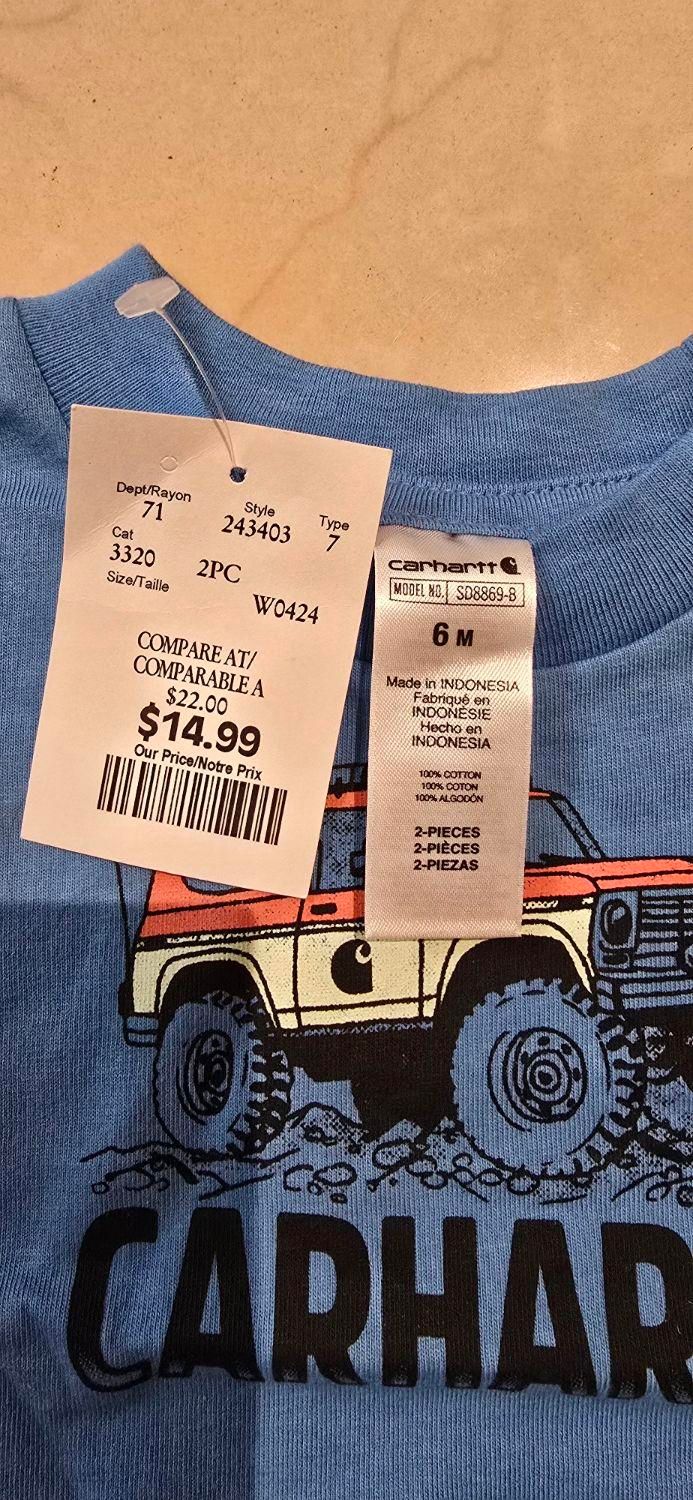 Dept/Rayon
71
Style
243403
Type
7
Cat
3320
2PC
Size/Taille
W0424
COMPARE AT/
COMPARABLE A
$22.00
$14.99
Our Price/Notre Prix
carhartt
MODEL NO. SD8869-B
6 M
Made in INDONESIA
Fabriqué en
INDONÉSIE
Hecho en
INDONESIA
100% COTTON
100% COTON
100% ALGODÓN
2-PIECES
2-PIÈCES
2-PIEZAS
CARHAR